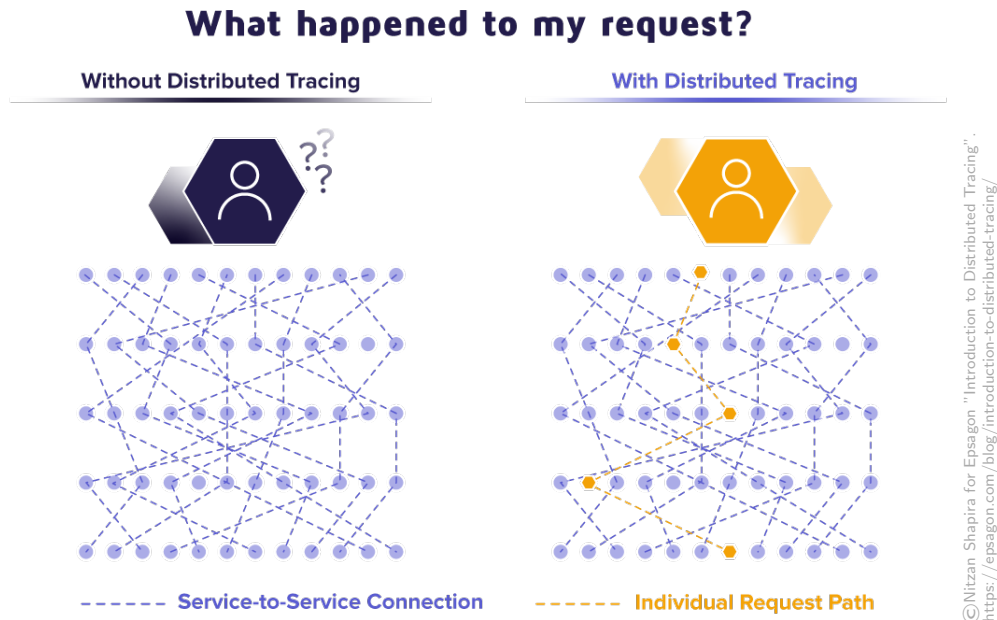 What happened to my request?
Without Distributed Tracing
With Distributed Tracing
? ? ?
Service-to-Service Connection
Individual Request Path
©Nitzan Shapira for Epsagon "Introduction to Distributed Tracing".
https://epsagon.com/blog/introduction-to-distributed-tracing/